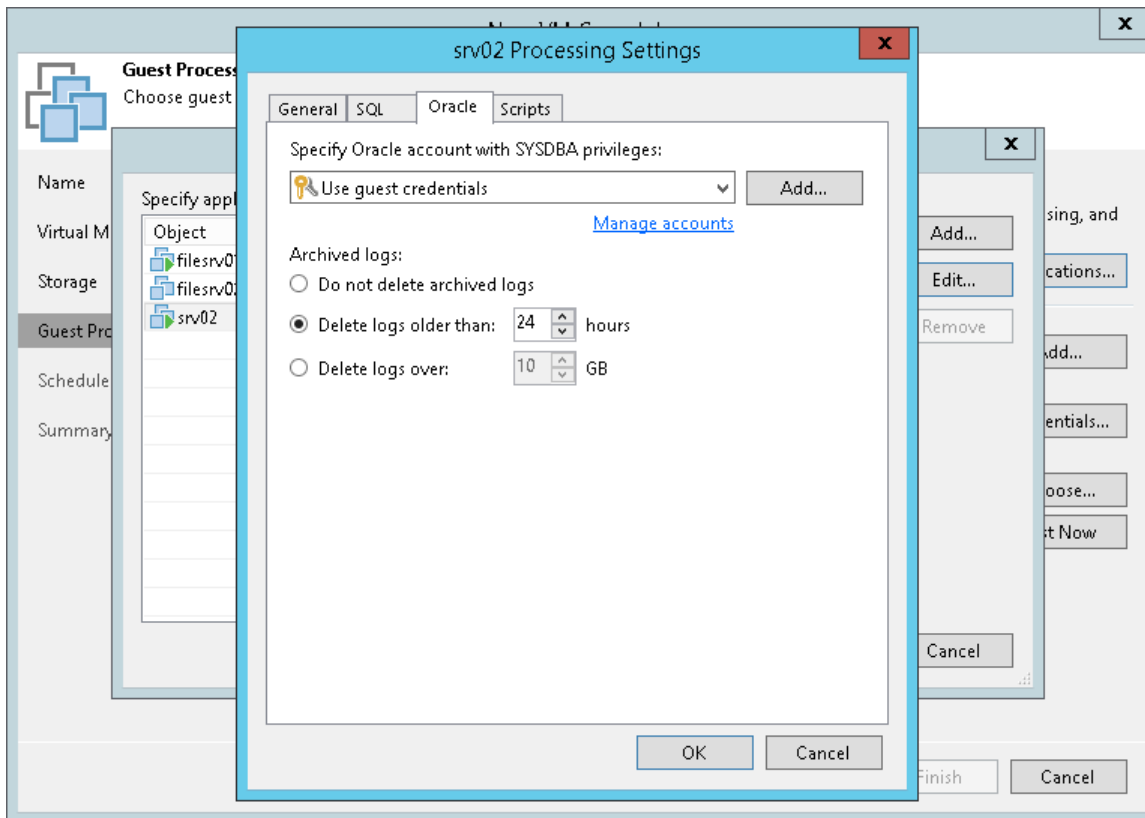 x
srv02 Processing Settings
x
Guest Process
Choose guest
General
SQL
Oracle
Scripts
Specify Oracle account with SYSDBA privileges:
Use guest credentials
Add...
Manage accounts
Archived logs:
Do not delete archived logs
Delete logs older than: 24 hours
Delete logs over: 10 GB
OK
Cancel
x
Name
Virtual M
Storage
Guest Pro
Schedule
Summary
Specify appl
Object
filesrv01
filesrv02
srv02
Add...
Edit...
Remove
Cancel
sing, and
cations...
Add...
entials...
oose...
st Now
Finish
Cancel